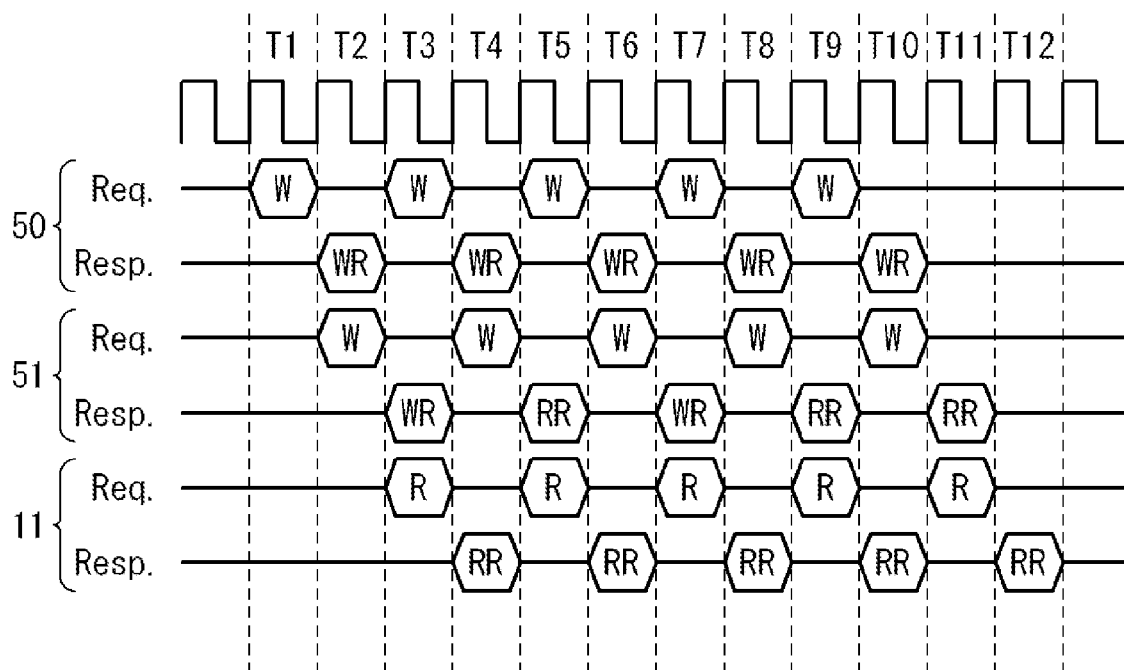 T1 T2 T3 T4 T5 T6 T7 T8 T9 T10 T11 T12
50
Req. W W W W W
Resp. WR WR WR WR WR
51
Req. W W W W W
Resp. WR RR WR RR RR
11
Req. R R R R R
Resp. RR RR RR RR RR